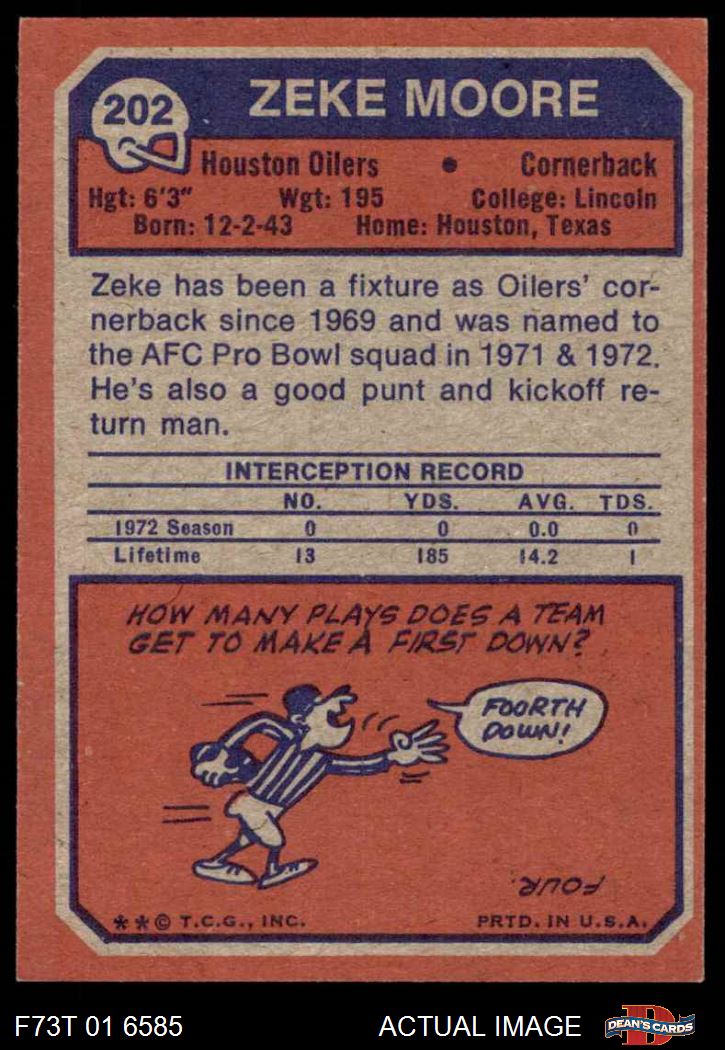 202
ZEKE MOORE
Houston Oilers • Cornerback
Hgt: 6'3" Wgt: 195 College: Lincoln
Born: 12-2-43 Home: Houston, Texas
Zeke has been a fixture as Oilers' cor-
nerback since 1969 and was named to
the AFC Pro Bowl squad in 1971 & 1972.
He's also a good punt and kickoff re-
turn man.
INTERCEPTION RECORD
NO. YDS. AVG. TDS.
1972 Season 0 0 0.0 0
Lifetime 13 185 14.2 1
HOW MANY PLAYS DOES A TEAM
GET TO MAKE A FIRST DOWN?
FOORTH
DOWN!
FOUR.
**© T.C.G., INC. PRTD. IN U.S.A.
F73T 01 6585 ACTUAL IMAGE
D
DEAN'S CARDS